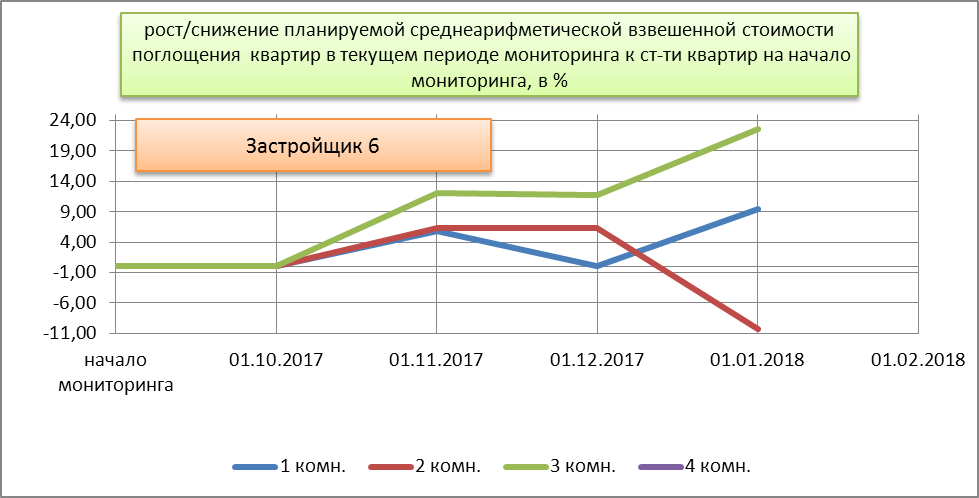 рост/снижение планируемой среднеарифметической взвешенной стоимости
поглощения квартир в текущем периоде мониторинга к ст-ти квартир на начало
мониторинга, в %
Застройщик 6
24,00
19,00
14,00
9,00
4,00
-1,00
-6,00
-11,00
начало
мониторинга
01.10.2017
01.11.2017
01.12.2017
01.01.2018
01.02.2018
1 комн.
2 комн.
3 комн.
4 комн.